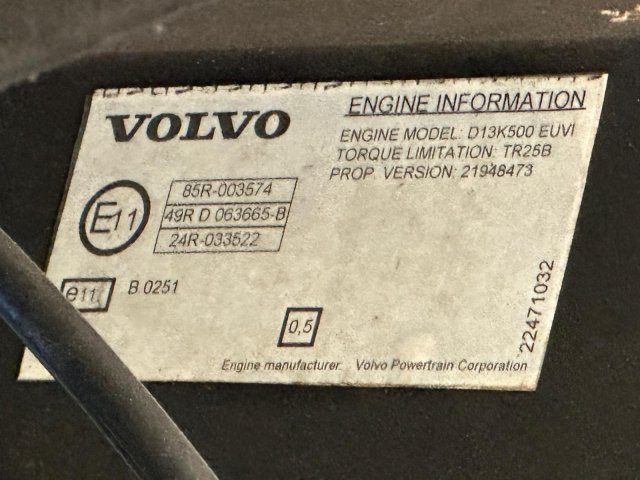 VOLVO
ENGINE INFORMATION
ENGINE MODEL: D13K500 EUVI
TORQUE LIMITATION: TR25B
PROP. VERSION: 21948473
E11
85R-003574
49R D 063665-B
24R-033522
e11
B 0251
0,5
22471032
Engine manufacturer: Volvo Powertrain Corporation